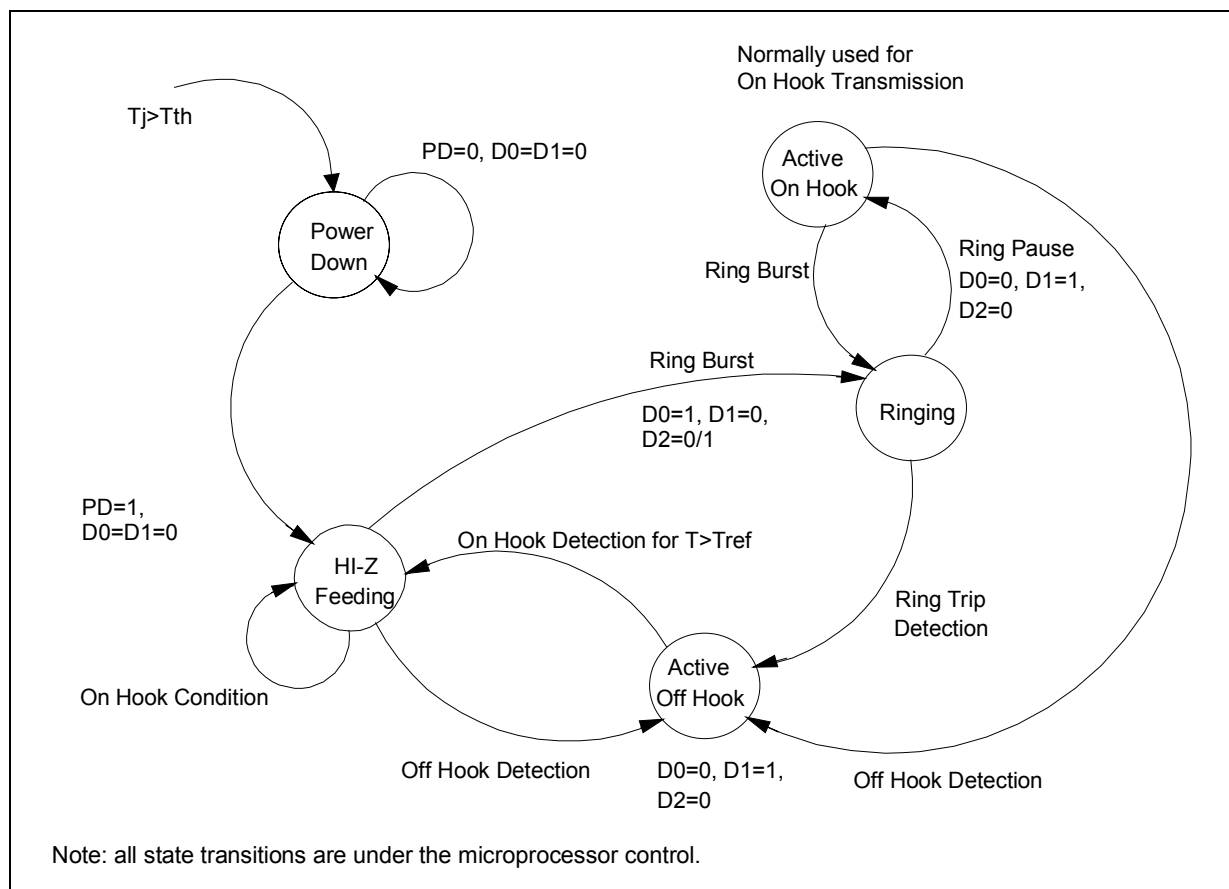 Normally used for
On Hook Transmission
Tj>Tth
PD=0, D0=D1=0
Active
On Hook
Power
Down
Ring Burst
Ring Pause
D0=0, D1=1,
D2=0
Ring Burst
D0=1, D1=0,
D2=0/1
Ringing
PD=1,
D0=D1=0
On Hook Detection for T>Tref
HI-Z
Feeding
Ring Trip
Detection
Active
Off Hook
On Hook Condition
Off Hook Detection
D0=0, D1=1,
D2=0
Off Hook Detection
Note: all state transitions are under the microprocessor control.